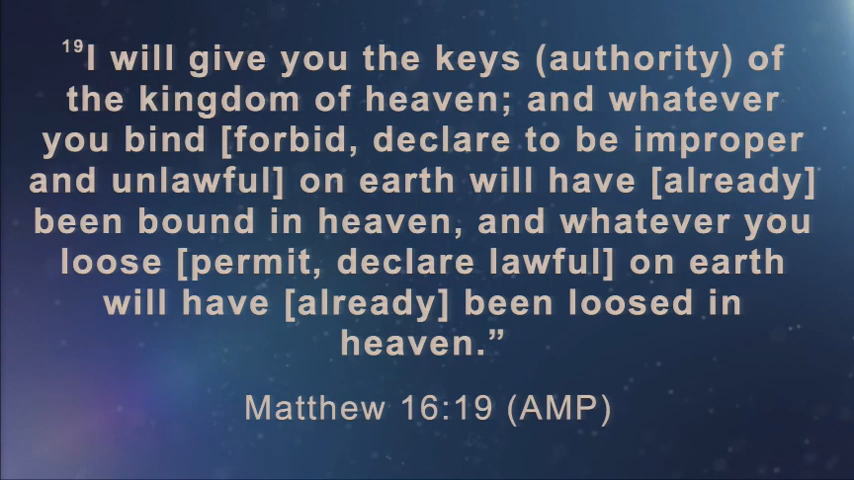 ¹⁹I will give you the keys (authority) of
the kingdom of heaven; and whatever
you bind [forbid, declare to be improper
and unlawful] on earth will have [already]
been bound in heaven, and whatever you
loose [permit, declare lawful] on earth
will have [already] been loosed in
heaven.”
Matthew 16:19 (AMP)